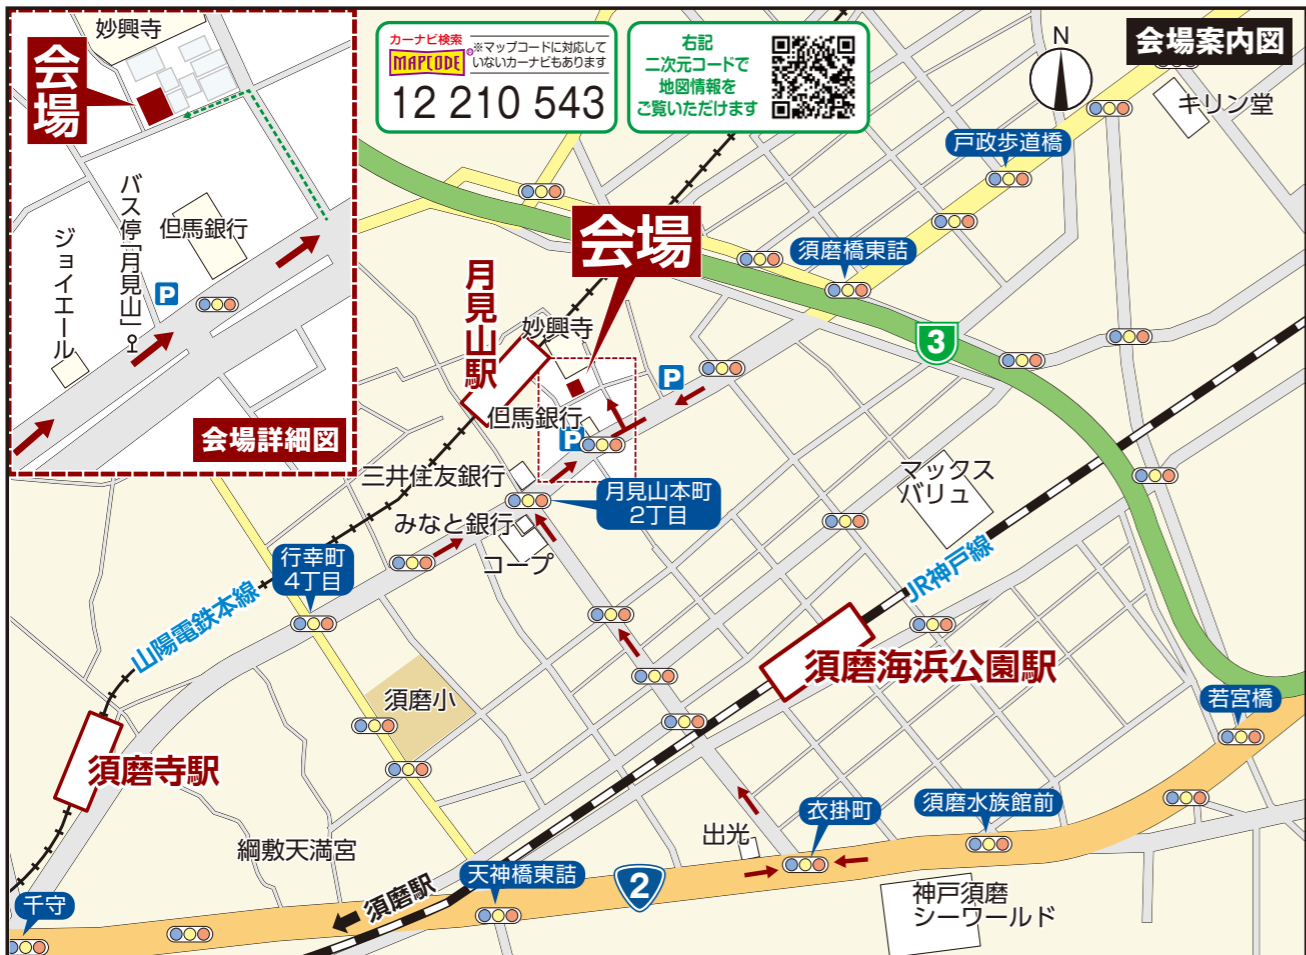 会場案内図
カーナビ検索
MAPCODE
®
※マップコードに対応して
いないカーナビもあります
12 210 543
右記
二次元コードで
地図情報を
ご覧いただけます
N
妙興寺
会場
バス停「月見山」
但馬銀行
ジョイエール
P
会場詳細図
キリン堂
戸政歩道橋
須磨橋東詰
会場
月見山駅
妙興寺
3
P
但馬銀行
P
三井住友銀行
月見山本町
2丁目
マックス
バリュ
みなと銀行
コープ
行幸町
4丁目
山陽電鉄本線
JR神戸線
須磨海浜公園駅
須磨小
若宮橋
須磨寺駅
衣掛町
須磨水族館前
出光
綱敷天満宮
天神橋東詰
2
須磨駅
千守
神戸須磨
シーワールド